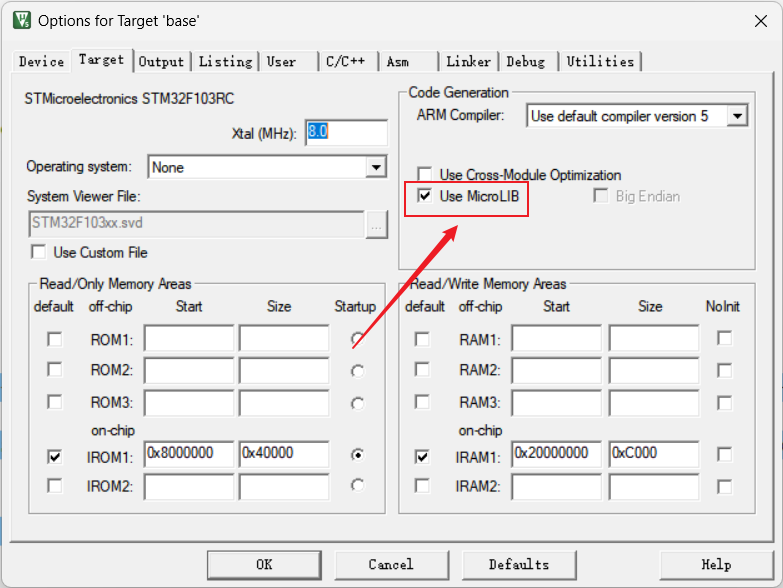 Options for Target 'base'
Device Target Output Listing User C/C++ Asm Linker Debug Utilities
STMicroelectronics STM32F103RC
Xtal (MHz): 8.0
Operating system: None
System Viewer File:
STM32F103xx.svd ...
Use Custom File
Code Generation
ARM Compiler: Use default compiler version 5
Use Cross-Module Optimization
Use MicroLIB Big Endian
Read/Only Memory Areas
default off-chip Start Size Startup
ROM1:
ROM2:
ROM3:
on-chip
IROM1: 0x8000000 0x40000
IROM2:
Read/Write Memory Areas
default off-chip Start Size NoInit
RAM1:
RAM2:
RAM3:
on-chip
IRAM1: 0x20000000 0xC000
IRAM2:
OK Cancel Defaults Help